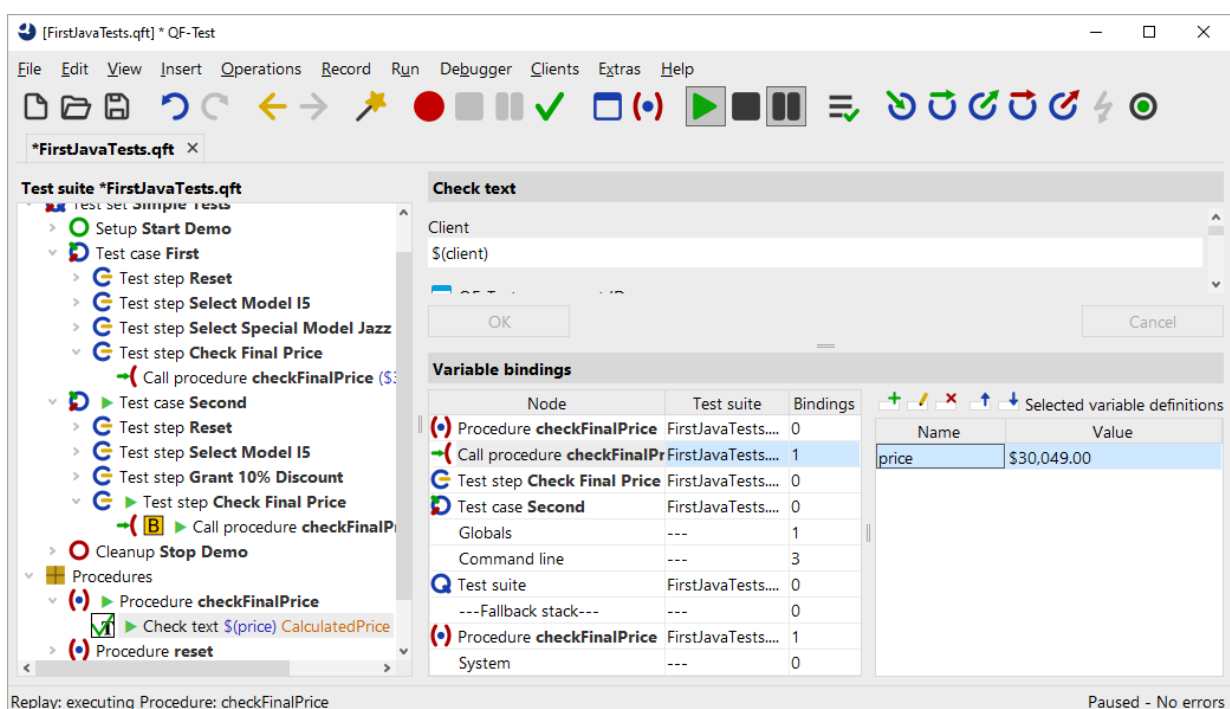 [FirstJavaTests.qft] * QF-Test
File Edit View Insert Operations Record Run Debugger Clients Extras Help
*FirstJavaTests.qft
Test suite *FirstJavaTests.qft
Test set Simple Tests
Setup Start Demo
Test case First
Test step Reset
Test step Select Model I5
Test step Select Special Model Jazz
Test step Check Final Price
Call procedure checkFinalPrice ($3
Test case Second
Test step Reset
Test step Select Model I5
Test step Grant 10% Discount
Test step Check Final Price
B Call procedure checkFinalPr
Cleanup Stop Demo
Procedures
Procedure checkFinalPrice
Check text $(price) CalculatedPrice
Procedure reset
Check text
Client
$(client)
OK Cancel
Variable bindings
Node Test suite Bindings
Procedure checkFinalPrice FirstJavaTests.... 0
Call procedure checkFinalPr FirstJavaTests.... 1
Test step Check Final Price FirstJavaTests.... 0
Test case Second FirstJavaTests.... 0
Globals --- 1
Command line --- 3
Test suite FirstJavaTests.... 0
---Fallback stack--- --- 0
Procedure checkFinalPrice FirstJavaTests.... 1
System --- 0
Selected variable definitions
Name Value
price $30,049.00
Replay: executing Procedure: checkFinalPrice
Paused - No errors